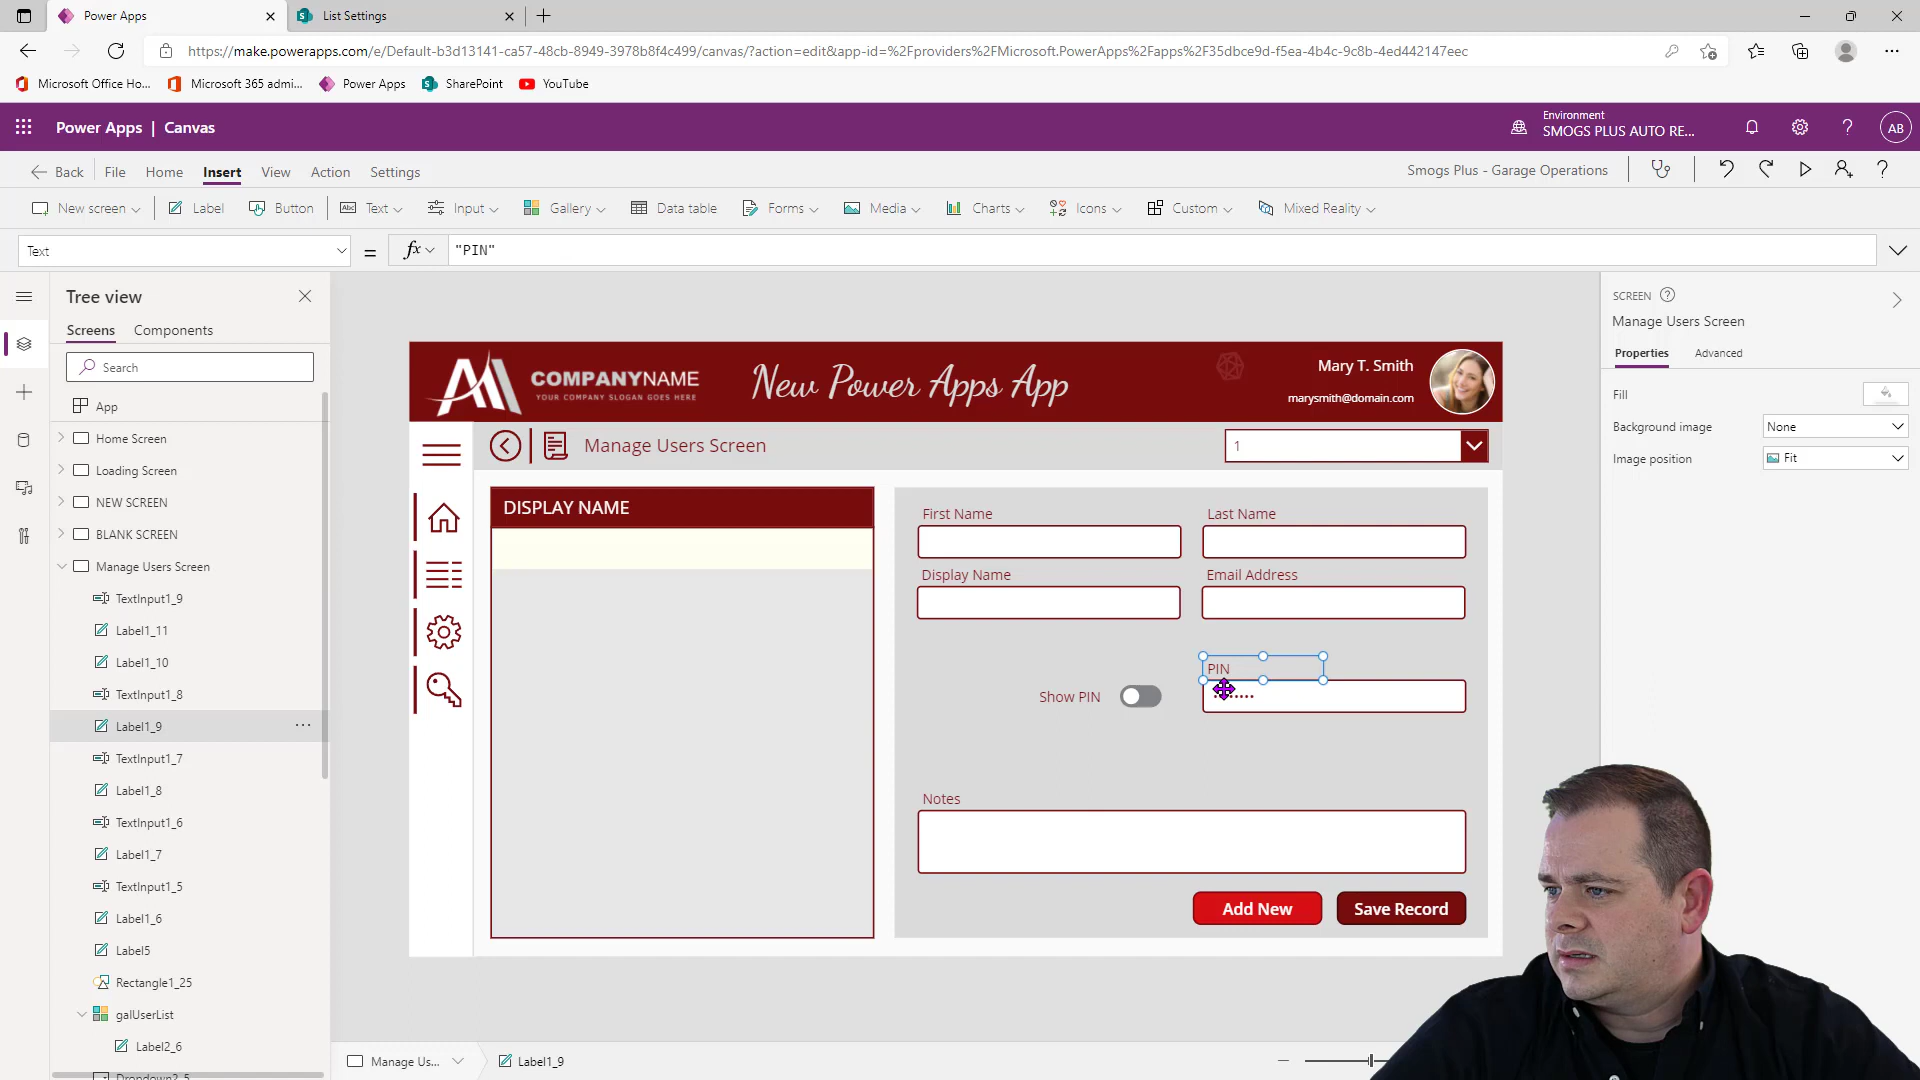 Power Apps
List Settings
https://make.powerapps.com/e/Default-b3d13141-ca57-48cb-8949-3978b8f4c499/canvas/?action=edit&app-id=%2Fproviders%2FMicrosoft.PowerApps%2Fapps%2F35dbce9d-f5ea-4b4c-9c8b-4ed442147eec
Microsoft Office Ho...
Microsoft 365 admi...
Power Apps
SharePoint
YouTube
Power Apps | Canvas
Environment
SMOGS PLUS AUTO RE...
AB
Back
File
Home
Insert
View
Action
Settings
Smogs Plus - Garage Operations
New screen
Label
Button
Text
Input
Gallery
Data table
Forms
Media
Charts
Icons
Custom
Mixed Reality
Text
=
fx
"PIN"
Tree view
Screens
Components
Search
App
Home Screen
Loading Screen
NEW SCREEN
BLANK SCREEN
Manage Users Screen
TextInput1_9
Label1_11
Label1_10
TextInput1_8
Label1_9
TextInput1_7
Label1_8
TextInput1_6
Label1_7
TextInput1_5
Label1_6
Label5
Rectangle1_25
galUserList
Label2_6
Dropdown2_5
COMPANYNAME
YOUR COMPANY SLOGAN GOES HERE
New Power Apps App
Mary T. Smith
marysmith@domain.com
Manage Users Screen
1
DISPLAY NAME
First Name
Last Name
Display Name
Email Address
PIN
Show PIN
Notes
Add New
Save Record
SCREEN
Manage Users Screen
Properties
Advanced
Fill
Background image
None
Image position
Fit
Manage Us...
Label1_9